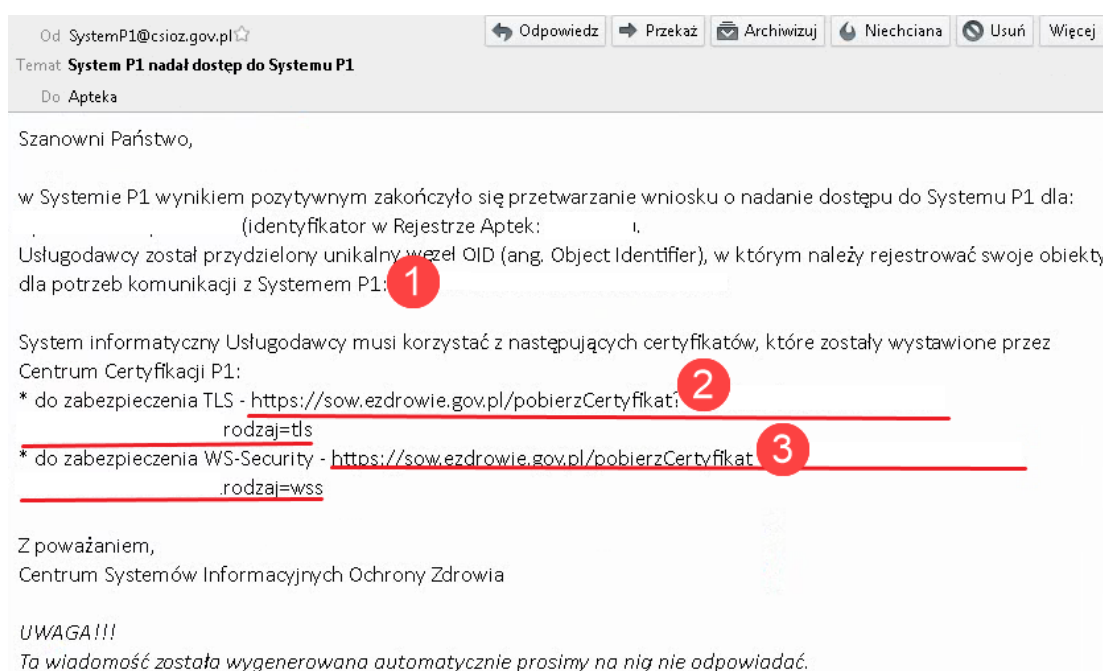 Od SystemP1@csioz.gov.pl
Odpowiedz Przekaż Archiwizuj Niechciana Usuń Więcej
Temat System P1 nadał dostęp do Systemu P1
Do Apteka
Szanowni Państwo,
w Systemie P1 wynikiem pozytywnym zakończyło się przetwarzanie wniosku o nadanie dostępu do Systemu P1 dla:
(identyfikator w Rejestrze Aptek:
Usługodawcy został przydzielony unikalny węzeł OID (ang. Object Identifier), w którym należy rejestrować swoje obiekty
dla potrzeb komunikacji z Systemem P1: 1
System informatyczny Usługodawcy musi korzystać z następujących certyfikatów, które zostały wystawione przez
Centrum Certyfikacji P1:
* do zabezpieczenia TLS - https://sow.ezdrowie.gov.pl/pobierzCertyfikat? 2
rodzaj=tls
* do zabezpieczenia WS-Security - https://sow.ezdrowie.gov.pl/pobierzCertyfikat 3
.rodzaj=wss
Z poważaniem,
Centrum Systemów Informacyjnych Ochrony Zdrowia
UWAGA!!!
Ta wiadomość została wygenerowana automatycznie prosimy na nią nie odpowiadać.